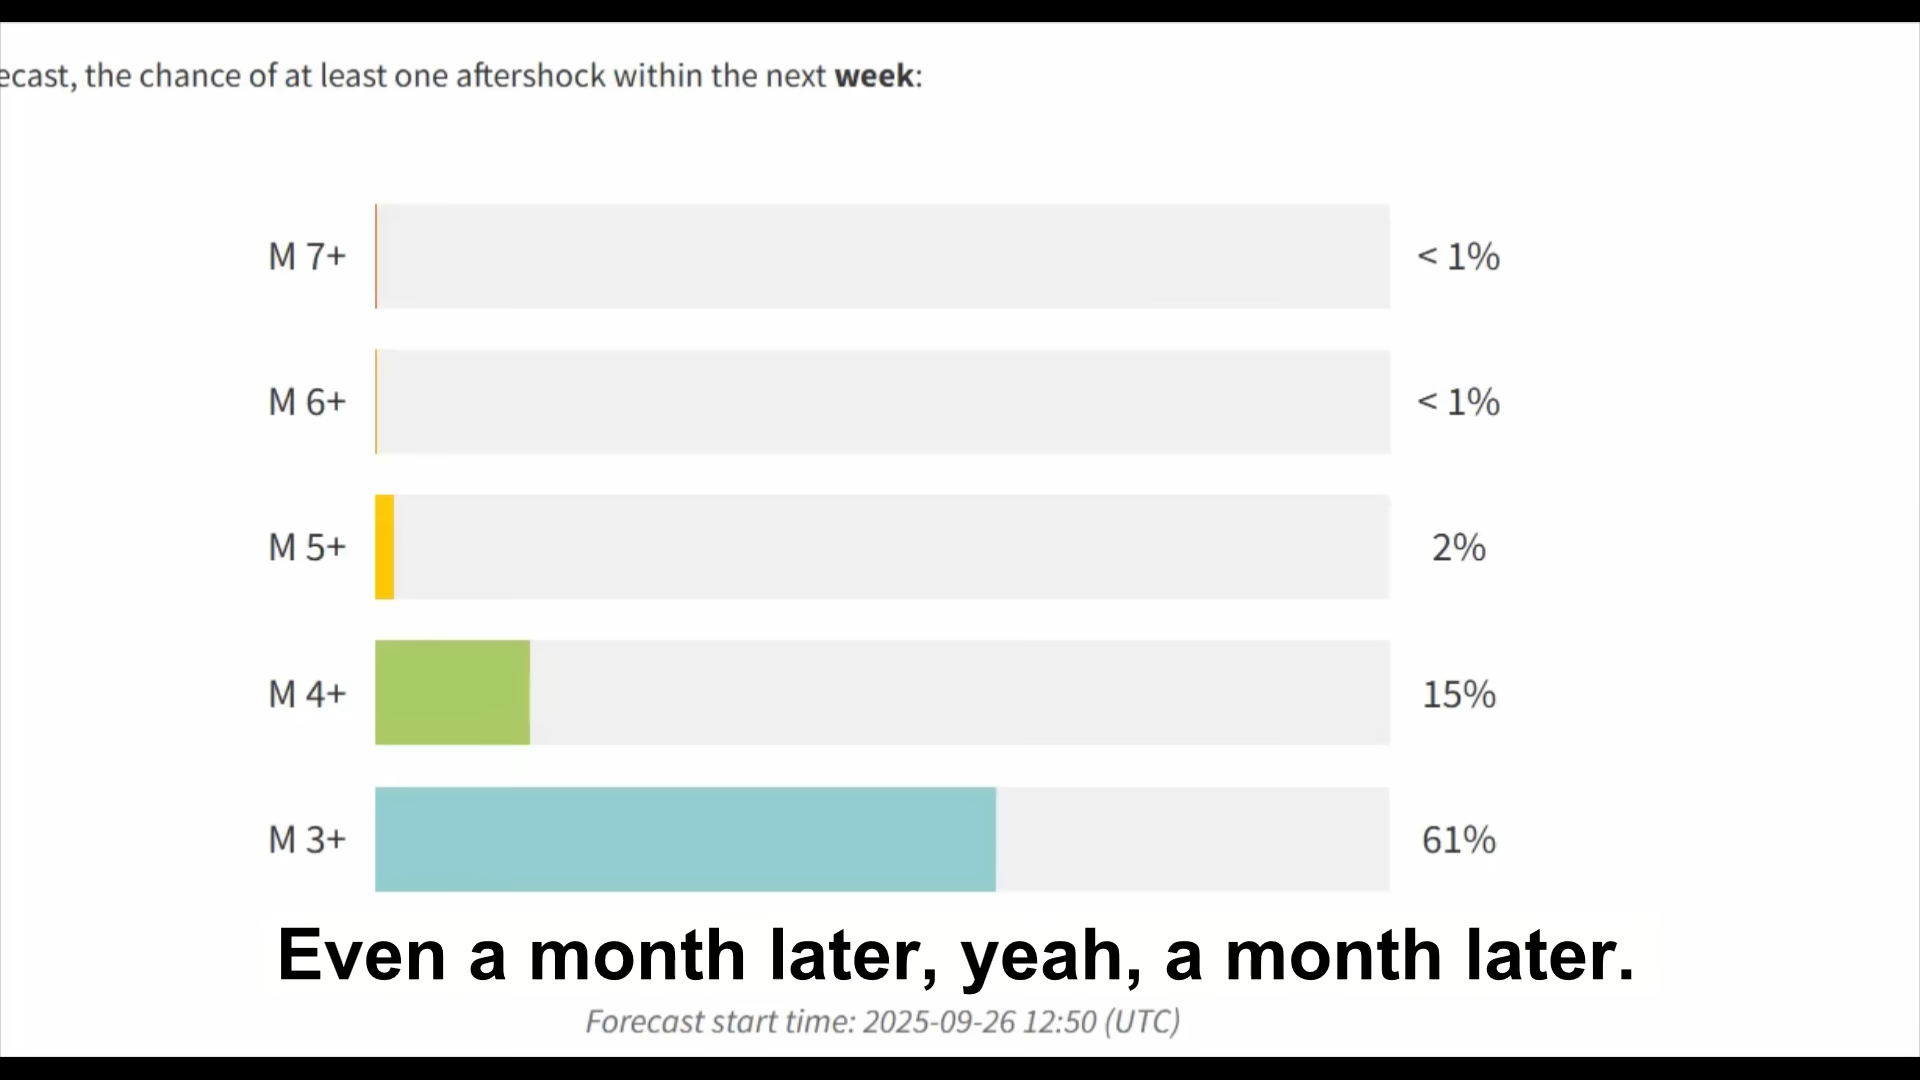 ecast, the chance of at least one aftershock within the next week:
M 7+ < 1%
M 6+ < 1%
M 5+ 2%
M 4+ 15%
M 3+ 61%
Even a month later, yeah, a month later.
Forecast start time: 2025-09-26 12:50 (UTC)